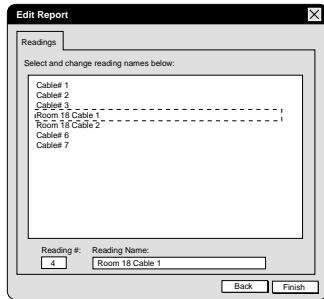 Edit Report
Readings
Select and change reading names below:
Cable# 1
Cable# 2
Cable# 3
Room 18 Cable 1
Room 18 Cable 2
Cable# 6
Cable# 7
Reading #: Reading Name:
4 Room 18 Cable 1
Back Finish